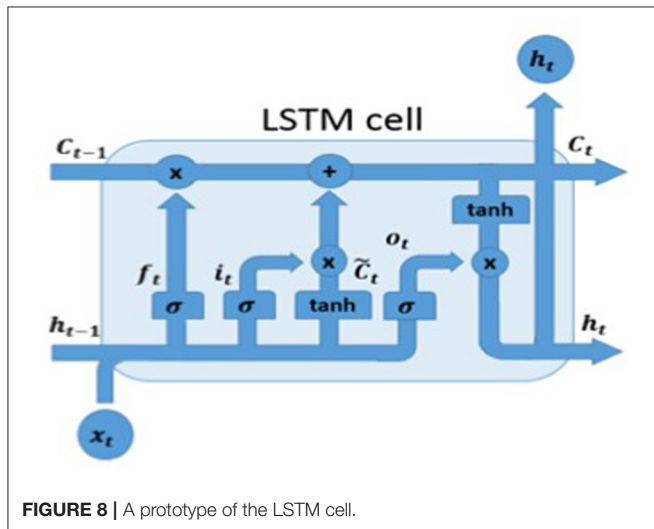 h_t
LSTM cell
C_{t-1}
C_t
x
+
tanh
o_t
f_t
i_t
x
C̃_t
x
σ
σ
tanh
σ
h_{t-1}
h_t
x_t
FIGURE 8 | A prototype of the LSTM cell.